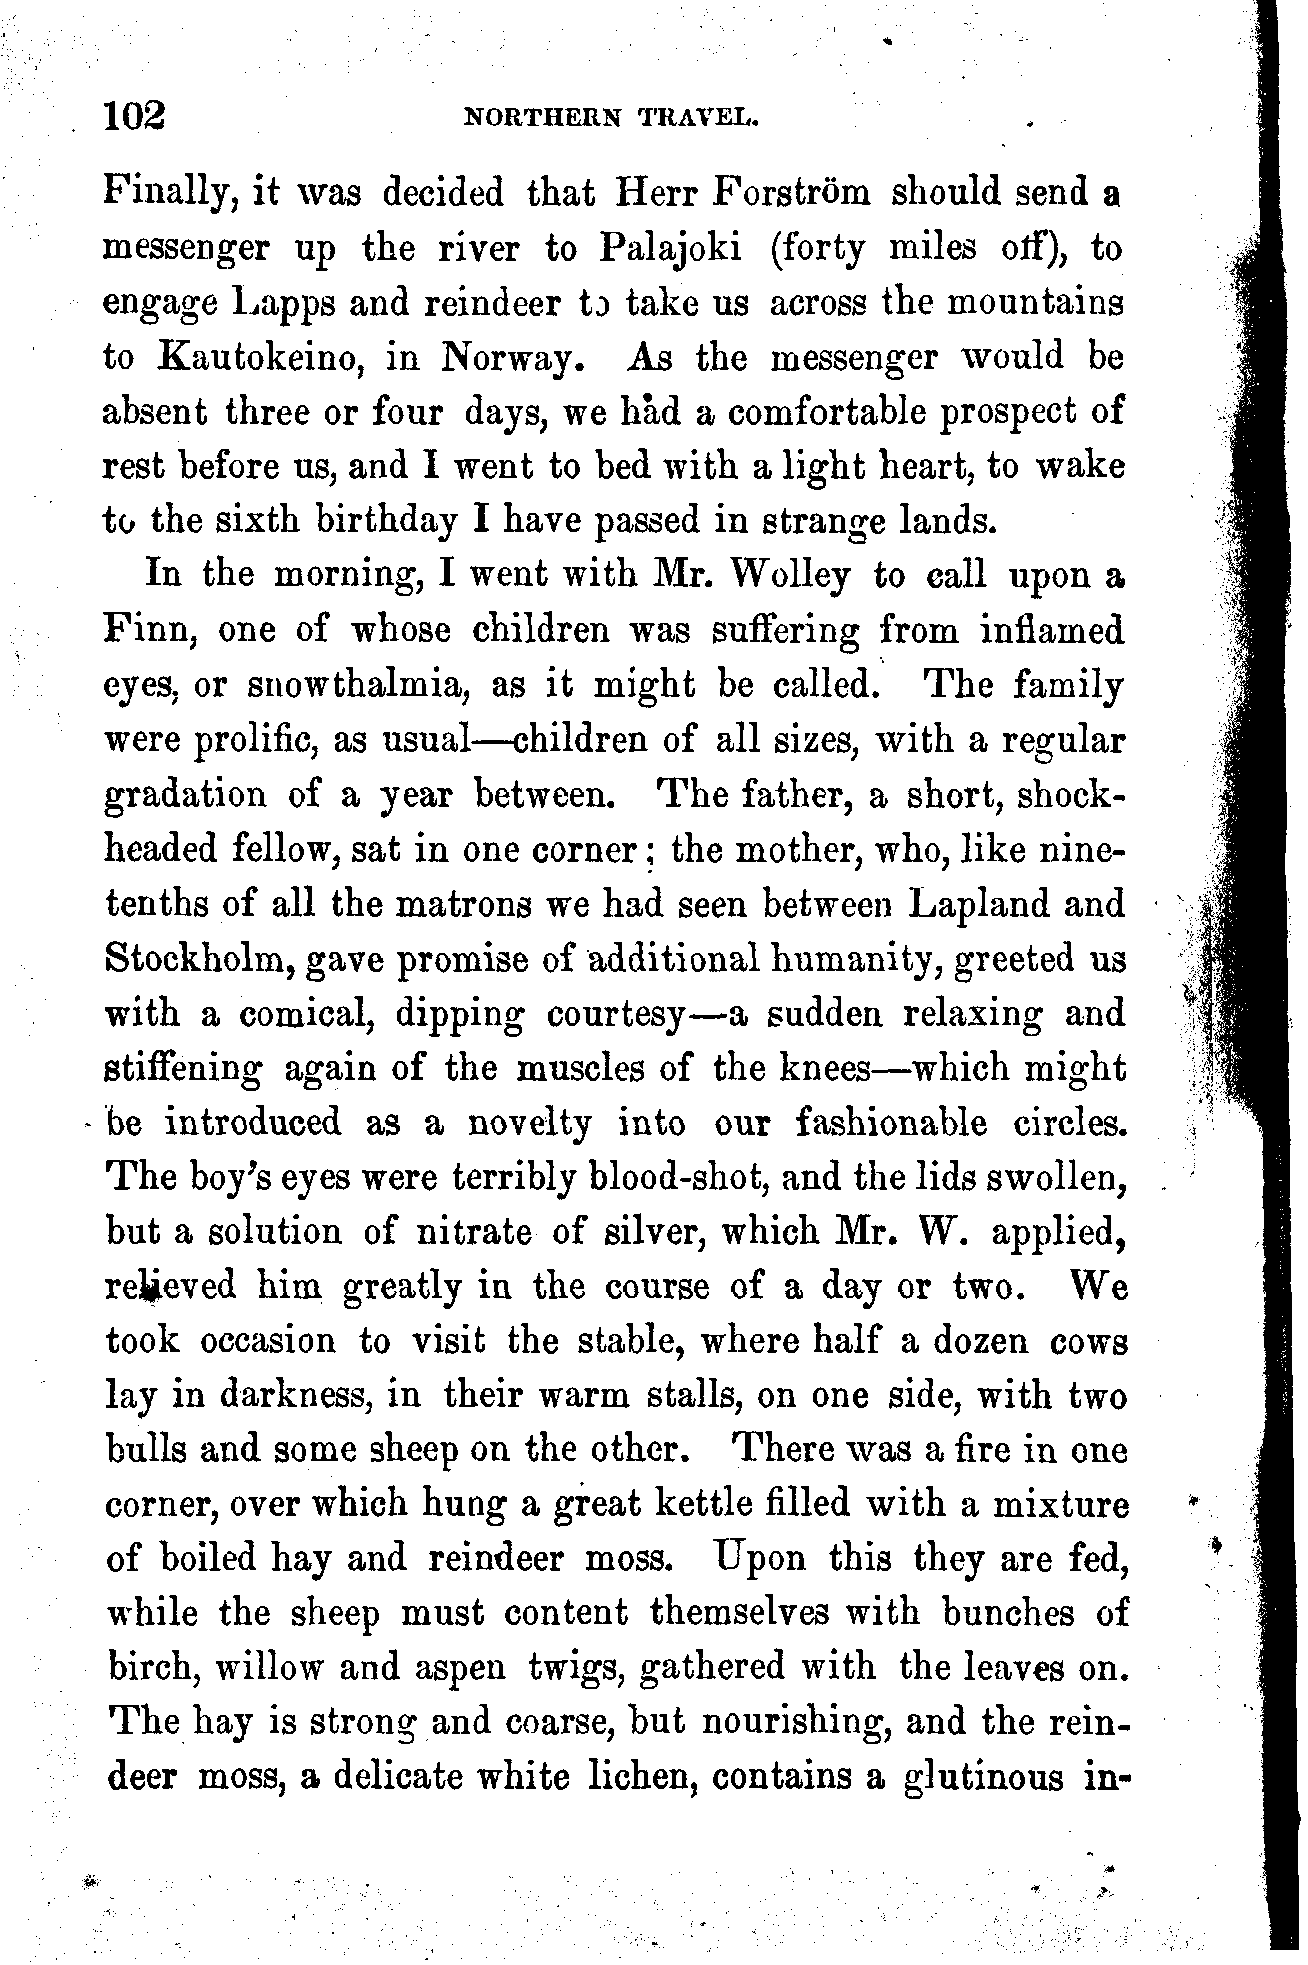 102 NORTHERN TRAVEL.
Finally, it was decided that Herr Forström should send a
messenger up the river to Palajoki (forty miles off), to
engage Lapps and reindeer to take us across the mountains
to Kautokeino, in Norway. As the messenger would be
absent three or four days, we had a comfortable prospect of
rest before us, and I went to bed with a light heart, to wake
to the sixth birthday I have passed in strange lands.
In the morning, I went with Mr. Wolley to call upon a
Finn, one of whose children was suffering from inflamed
eyes, or snowthalmia, as it might be called. The family
were prolific, as usual—children of all sizes, with a regular
gradation of a year between. The father, a short, shock-
headed fellow, sat in one corner; the mother, who, like nine-
tenths of all the matrons we had seen between Lapland and
Stockholm, gave promise of additional humanity, greeted us
with a comical, dipping courtesy—a sudden relaxing and
stiffening again of the muscles of the knees—which might
be introduced as a novelty into our fashionable circles.
The boy's eyes were terribly blood-shot, and the lids swollen,
but a solution of nitrate of silver, which Mr. W. applied,
relieved him greatly in the course of a day or two. We
took occasion to visit the stable, where half a dozen cows
lay in darkness, in their warm stalls, on one side, with two
bulls and some sheep on the other. There was a fire in one
corner, over which hung a great kettle filled with a mixture
of boiled hay and reindeer moss. Upon this they are fed,
while the sheep must content themselves with bunches of
birch, willow and aspen twigs, gathered with the leaves on.
The hay is strong and coarse, but nourishing, and the rein-
deer moss, a delicate white lichen, contains a glutinous in-